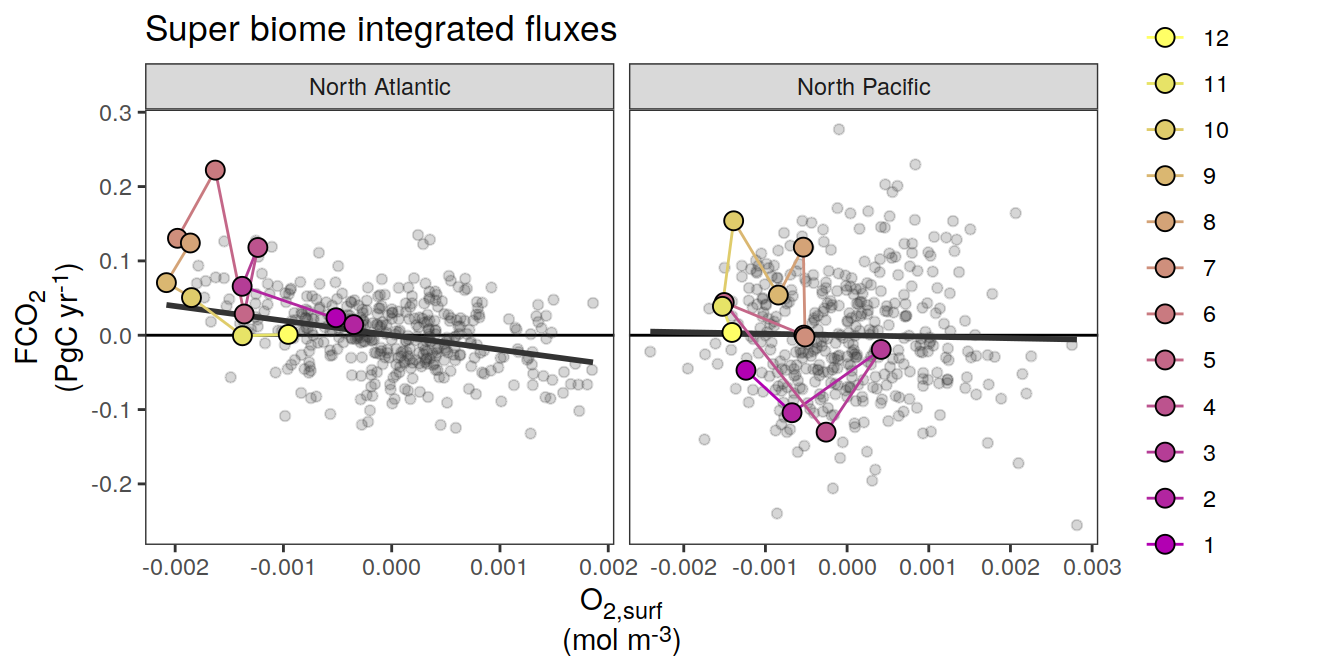 Super biome integrated fluxes
North Atlantic
North Pacific
FCO₂
(PgC yr⁻¹)
0.3
0.2
0.1
0.0
-0.1
-0.2
-0.002 -0.001 0.000 0.001 0.002
-0.002 -0.001 0.000 0.001 0.002 0.003
O₂,surf
(mol m⁻³)
12
11
10
9
8
7
6
5
4
3
2
1